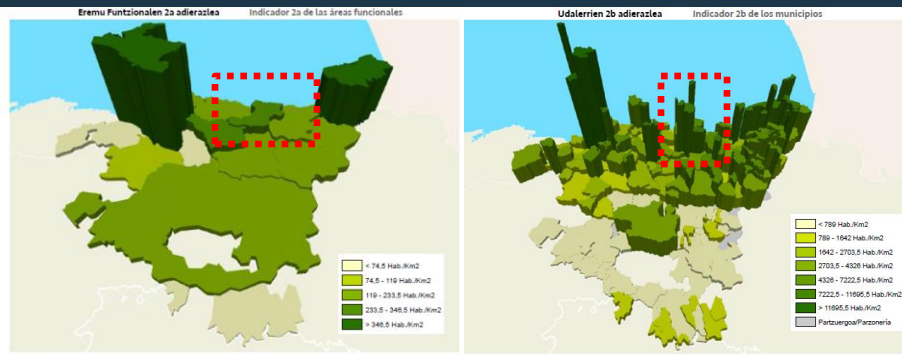 Eremu Funtzionalen 2a adierazlea Indicador 2a de las áreas funcionales
< 74,5 Hab./Km2
74,5 - 119 Hab./Km2
119 - 233,5 Hab./Km2
233,5 - 346,5 Hab./Km2
> 346,5 Hab./Km2
Udalerrien 2b adierazlea Indicador 2b de los municipios
< 789 Hab./Km2
789 - 1642 Hab./Km2
1642 - 2703,5 Hab./Km2
2703,5 - 4326 Hab./Km2
4326 - 7222,5 Hab./Km2
7222,5 - 11695,5 Hab./Km2
> 11695,5 Hab./Km2
Partzuergoa/Parzonería